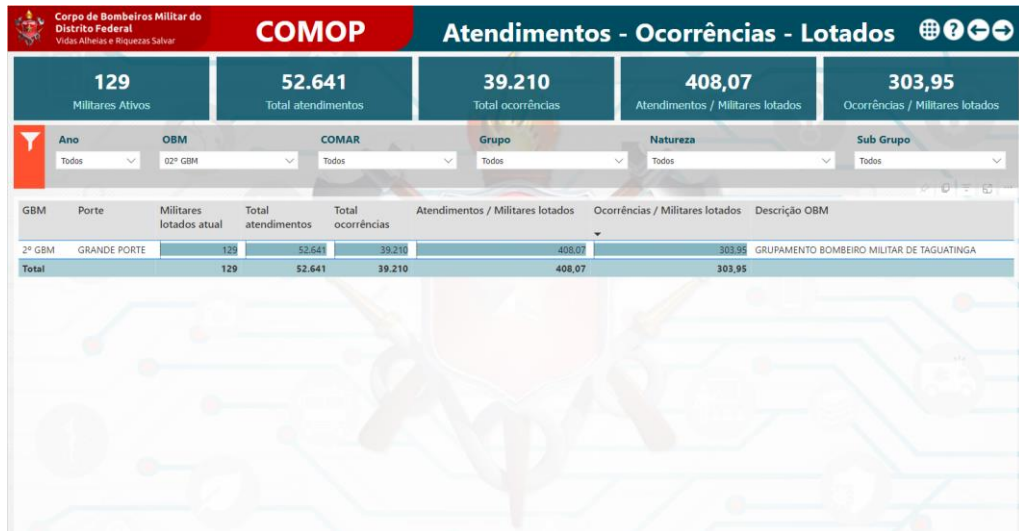 Corpo de Bombeiros Militar do
Distrito Federal
Vidas Alheias e Riquezas Salvar
COMOP
Atendimentos - Ocorrências - Lotados
129
Militares Ativos
52.641
Total atendimentos
39.210
Total ocorrências
408,07
Atendimentos / Militares lotados
303,95
Ocorrências / Militares lotados
Ano
Todos
OBM
02º GBM
COMAR
Todos
Grupo
Todos
Natureza
Todos
Sub Grupo
Todos
GBM Porte Militares lotados atual Total atendimentos Total ocorrências Atendimentos / Militares lotados Ocorrências / Militares lotados Descrição OBM
2º GBM GRANDE PORTE 129 52.641 39.210 408,07 303,95 GRUPAMENTO BOMBEIRO MILITAR DE TAGUATINGA
Total 129 52.641 39.210 408,07 303,95